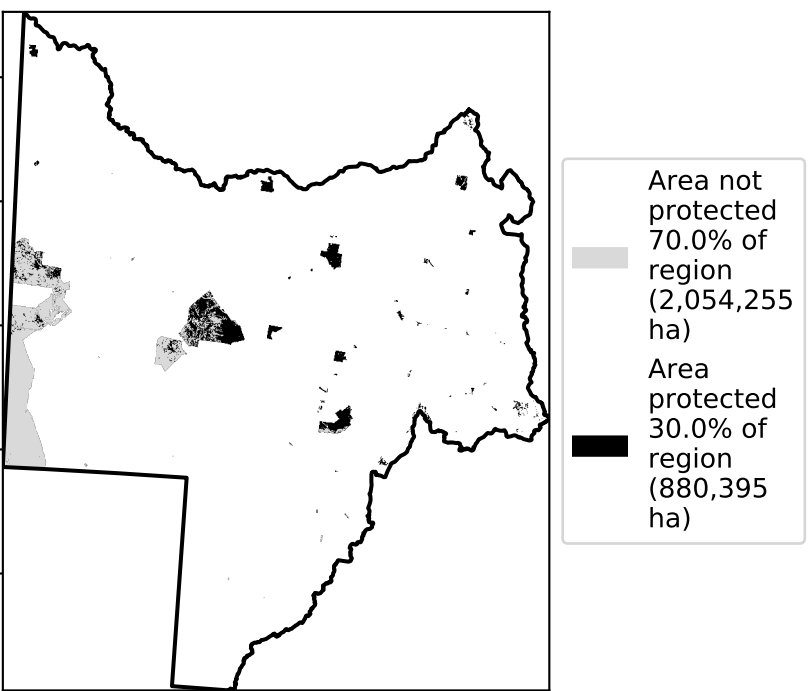 Area not
protected
70.0% of
region
(2,054,255
ha)
Area
protected
30.0% of
region
(880,395
ha)